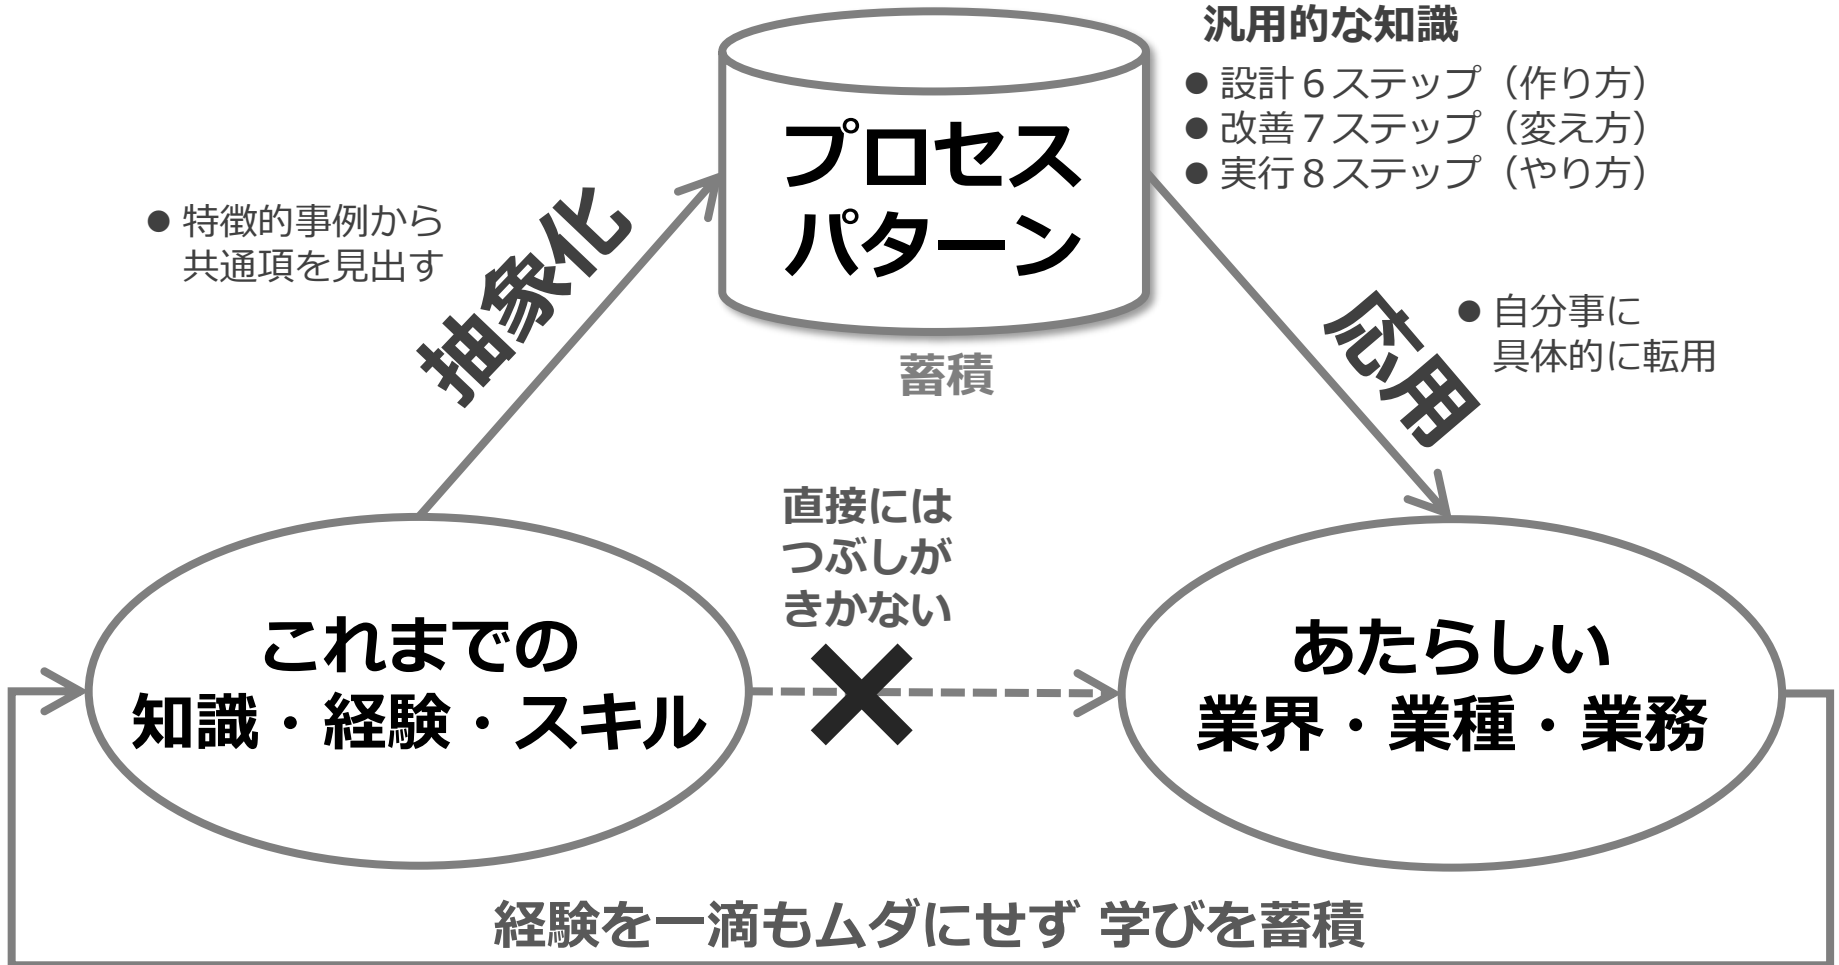 汎用的な知識
● 設計６ステップ（作り方）
● 改善７ステップ（変え方）
● 実行８ステップ（やり方）
プロセス
パターン
蓄積
● 特徴的事例から
共通項を見出す
抽象化
応用
● 自分事に
具体的に転用
直接には
つぶしが
きかない
これまでの
知識・経験・スキル
あたらしい
業界・業種・業務
経験を一滴もムダにせず 学びを蓄積